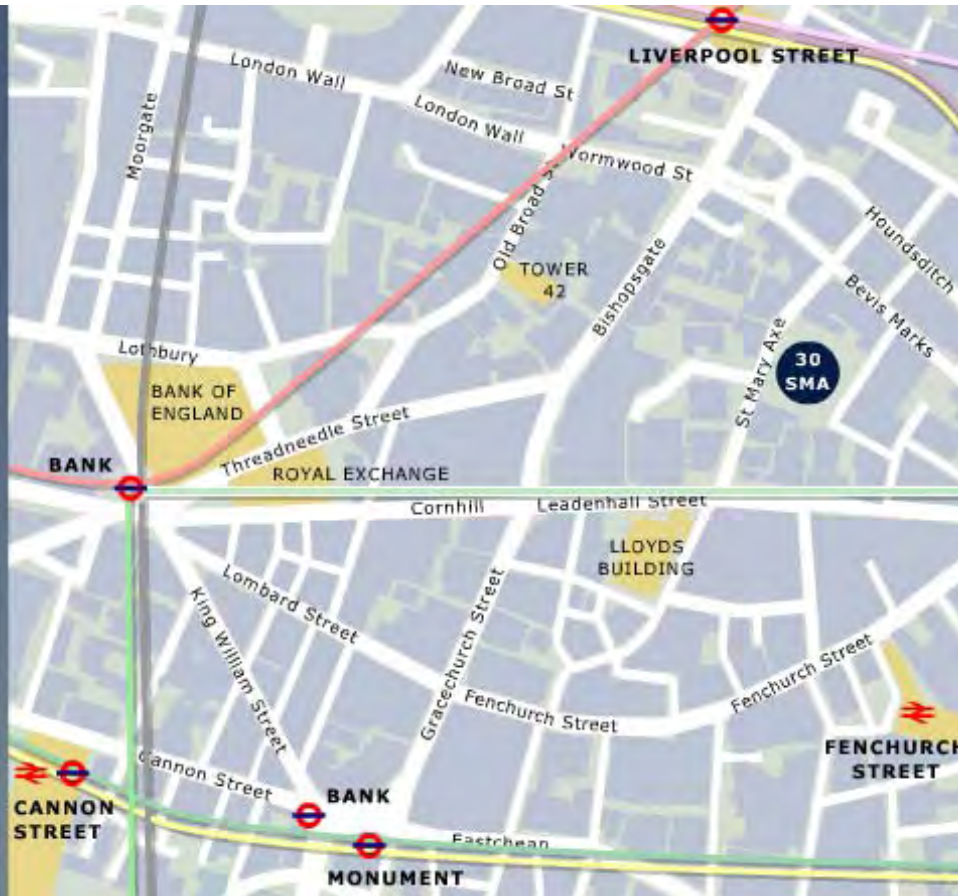 LIVERPOOL STREET
London Wall
New Broad St
Moorgate
London Wall
Wormwood St
Old Broad St
Houndsditch
TOWER
42
Bishopsgate
Bevis Marks
Lothbury
St Mary Axe
30
SMA
BANK OF
ENGLAND
Threadneedle Street
BANK
ROYAL EXCHANGE
Cornhill
Leadenhall Street
LLOYDS
BUILDING
Lombard Street
King William Street
Gracechurch Street
Fenchurch Street
Fenchurch Street
FENCHURCH
STREET
Cannon Street
BANK
CANNON
STREET
Eastcheap
MONUMENT